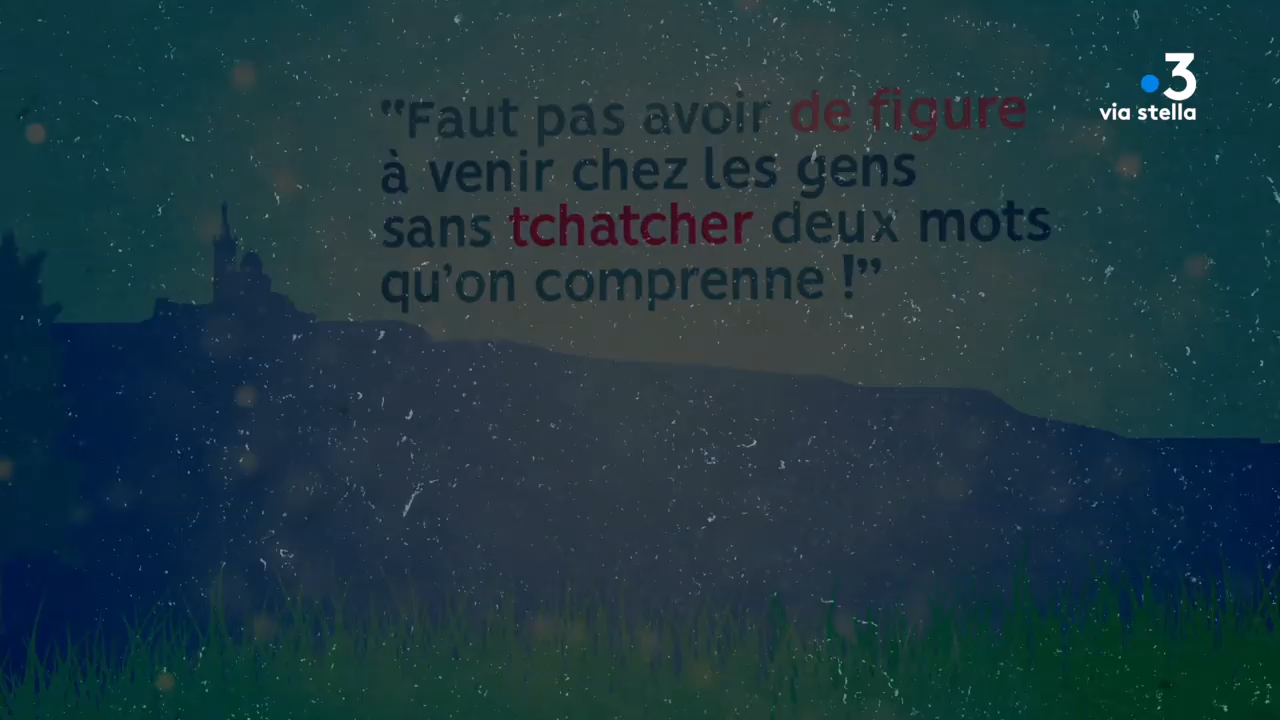 3
via stella
“Faut pas avoir de figure
à venir chez les gens
sans tchatcher deux mots
qu’on comprenne !”